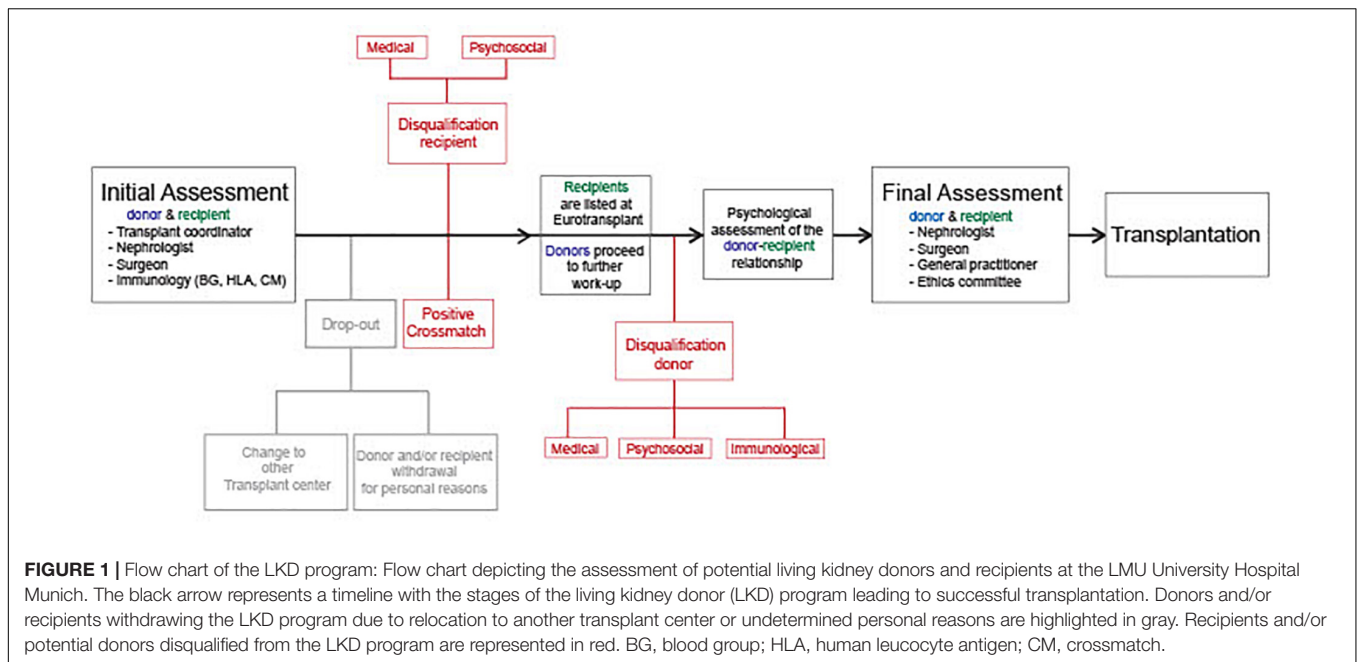 Medical
Psychosocial
Disqualification
recipient
Initial Assessment
donor & recipient
- Transplant coordinator
- Nephrologist
- Surgeon
- Immunology (BG, HLA, CM)
Drop-out
Change to
other
Transplant center
Donor and/or recipient
withdrawal
for personal reasons
Positive
Crossmatch
Recipients
are listed at
Eurotransplant
Donors proceed
to further
work-up
Disqualification
donor
Medical
Psychosocial
Immunological
Psychological
assessment of the
donor-recipient
relationship
Final Assessment
donor & recipient
- Nephrologist
- Surgeon
- General practitioner
- Ethics committee
Transplantation
FIGURE 1 | Flow chart of the LKD program: Flow chart depicting the assessment of potential living kidney donors and recipients at the LMU University Hospital
Munich. The black arrow represents a timeline with the stages of the living kidney donor (LKD) program leading to successful transplantation. Donors and/or
recipients withdrawing the LKD program due to relocation to another transplant center or undetermined personal reasons are highlighted in gray. Recipients and/or
potential donors disqualified from the LKD program are represented in red. BG, blood group; HLA, human leucocyte antigen; CM, crossmatch.